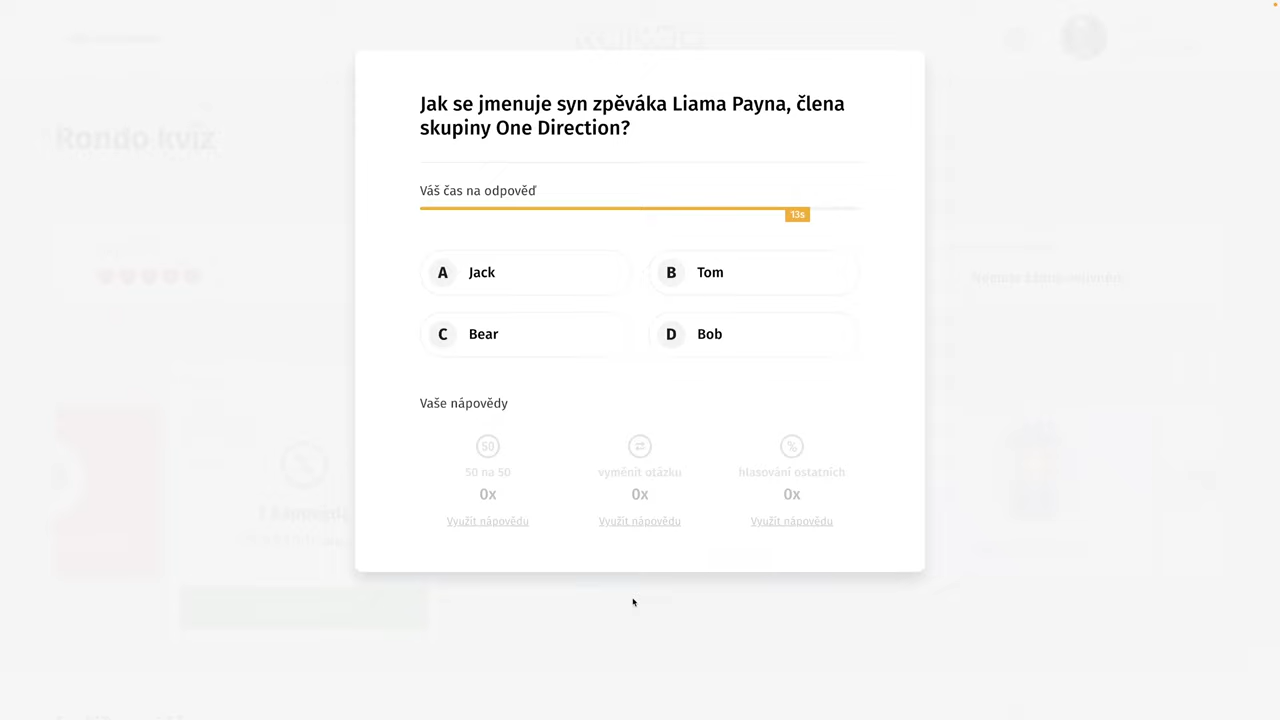 Jak se jmenuje syn zpěváka Liama Payna, člena
skupiny One Direction?
Rondo kvíz
Váš čas na odpověď
13s
A Jack
B Tom
C Bear
D Bob
Vaše nápovědy
50
50 na 50
0x
Využít nápovědu
vyměnit otázku
0x
Využít nápovědu
%
hlasování ostatních
0x
Využít nápovědu